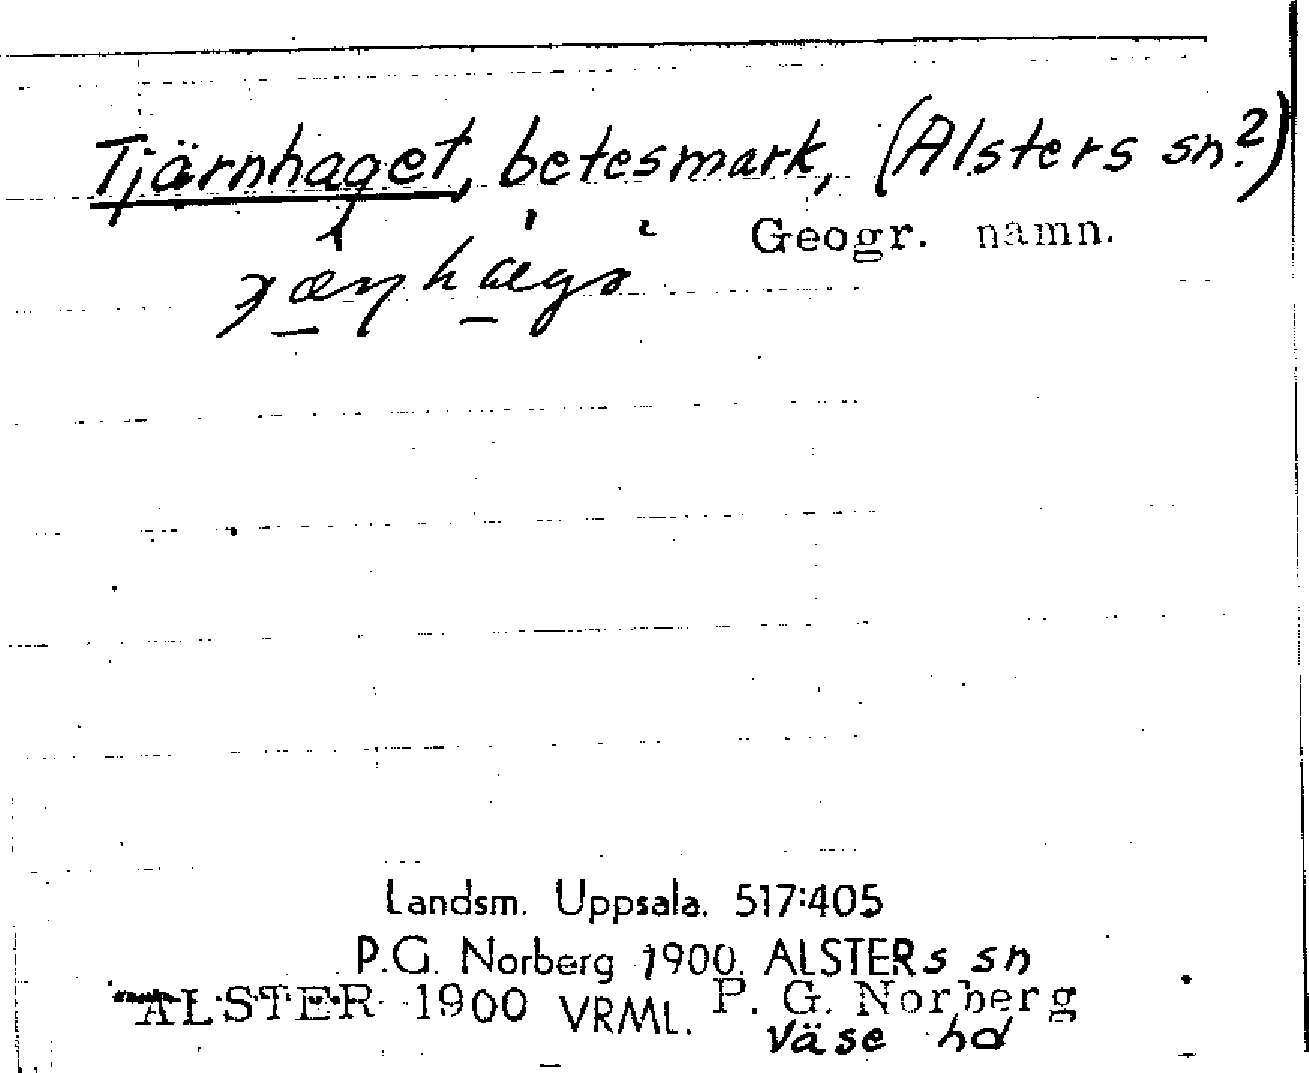 Tjärnhaget, betesmark, (Alsters sn?)
Geogr. namn.
Landsm. Uppsala. 517:405
P.G. Norberg 1900. ALSTERs sn
ALSTER 1900 VRML. P. G. Norberg
Väse hd